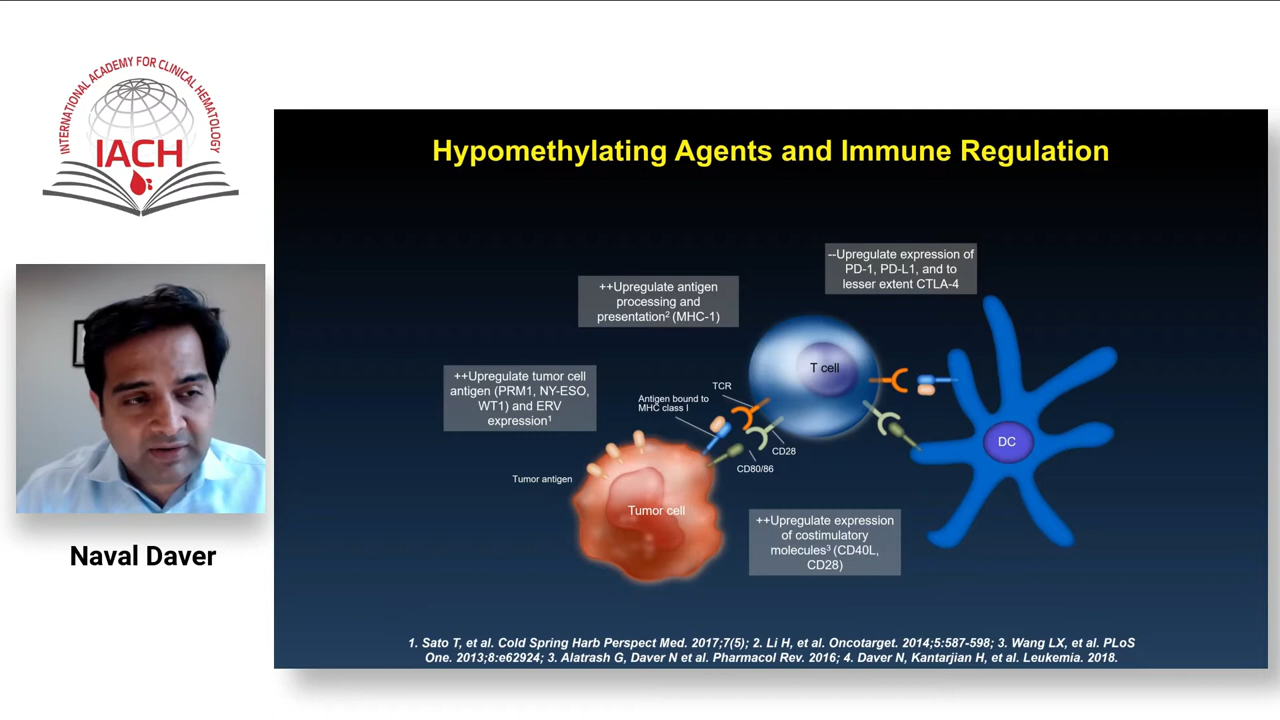 INTERNATIONAL ACADEMY FOR CLINICAL HEMATOLOGY
IACH
Naval Daver
Hypomethylating Agents and Immune Regulation
--Upregulate expression of
PD-1, PD-L1, and to
lesser extent CTLA-4
++Upregulate antigen
processing and
presentation² (MHC-1)
++Upregulate tumor cell
antigen (PRM1, NY-ESO,
WT1) and ERV
expression¹
T cell
TCR
Antigen bound to
MHC class I
CD28
CD80/86
DC
Tumor antigen
Tumor cell
++Upregulate expression
of costimulatory
molecules³ (CD40L,
CD28)
1. Sato T, et al. Cold Spring Harb Perspect Med. 2017;7(5); 2. Li H, et al. Oncotarget. 2014;5:587-598; 3. Wang LX, et al. PLoS
One. 2013;8:e62924; 3. Alatrash G, Daver N et al. Pharmacol Rev. 2016; 4. Daver N, Kantarjian H, et al. Leukemia. 2018.